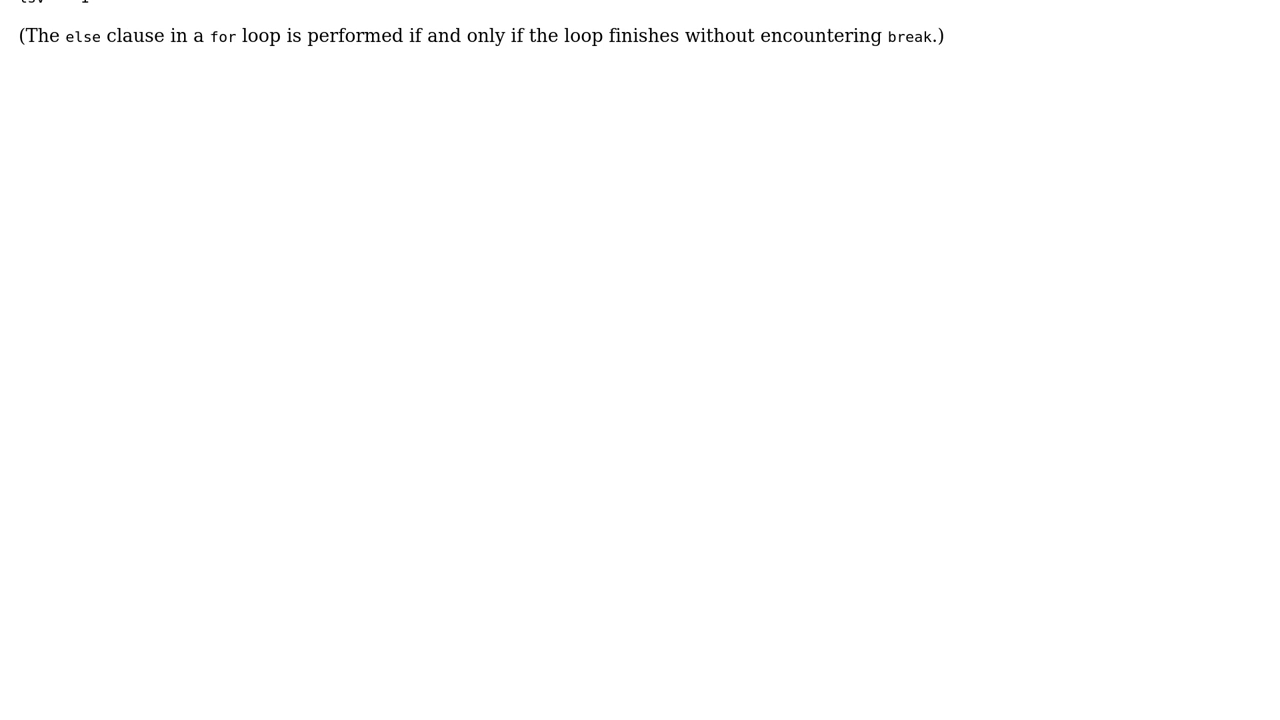 (The else clause in a for loop is performed if and only if the loop finishes without encountering break.)